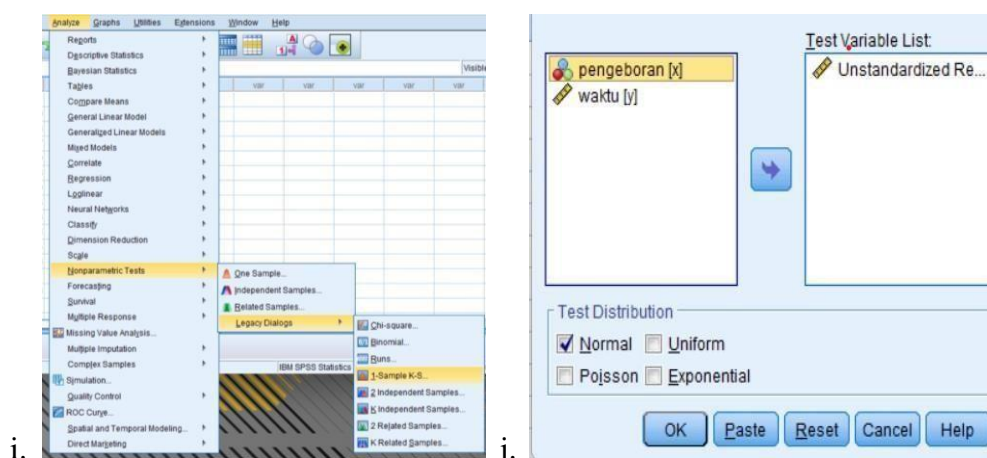 Analyze Graphs Utilities Extensions Window Help
Reports
Descriptive Statistics
Bayesian Statistics
Visible
Tables
var var var var var
Compare Means
General Linear Model
Generalized Linear Models
Mixed Models
Correlate
Regression
Loglinear
Neural Networks
Classify
Dimension Reduction
Scale
Nonparametric Tests
One Sample...
Forecasting
Independent Samples...
Survival
Related Samples...
Multiple Response
Legacy Dialogs
Chi-square...
Missing Value Analysis...
Binomial...
Multiple Imputation
Runs...
Complex Samples
IBM SPSS Statistics
1-Sample K-S...
Simulation...
2 Independent Samples...
Quality Control
K Independent Samples...
ROC Curve...
2 Related Samples...
Spatial and Temporal Modeling...
K Related Samples...
Direct Marketing
i.
Test Variable List:
pengeboran [x]
Unstandardized Re...
waktu [y]
Test Distribution
Normal Uniform
Poisson Exponential
OK Paste Reset Cancel Help
j.